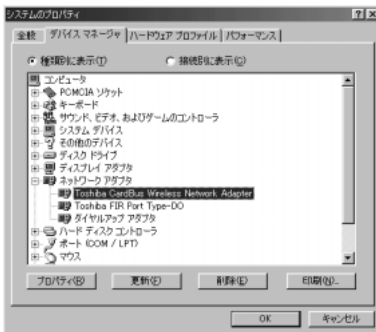 システムのプロパティ
全般 デバイス マネージャ ハードウェア プロファイル パフォーマンス
種類別に表示(T) 接続別に表示(C)
コンピュータ
PCMCIA ソケット
キーボード
サウンド、ビデオ、およびゲームのコントローラ
システム デバイス
その他のデバイス
ディスク ドライブ
ディスプレイ アダプタ
ネットワーク アダプタ
Toshiba CardBus Wireless Network Adapter
Toshiba FIR Port Type-DO
ダイヤルアップ アダプタ
ハード ディスク コントローラ
ポート (COM / LPT)
マウス
プロパティ(R) 更新(F) 削除(E) 印刷(N)...
OK キャンセル